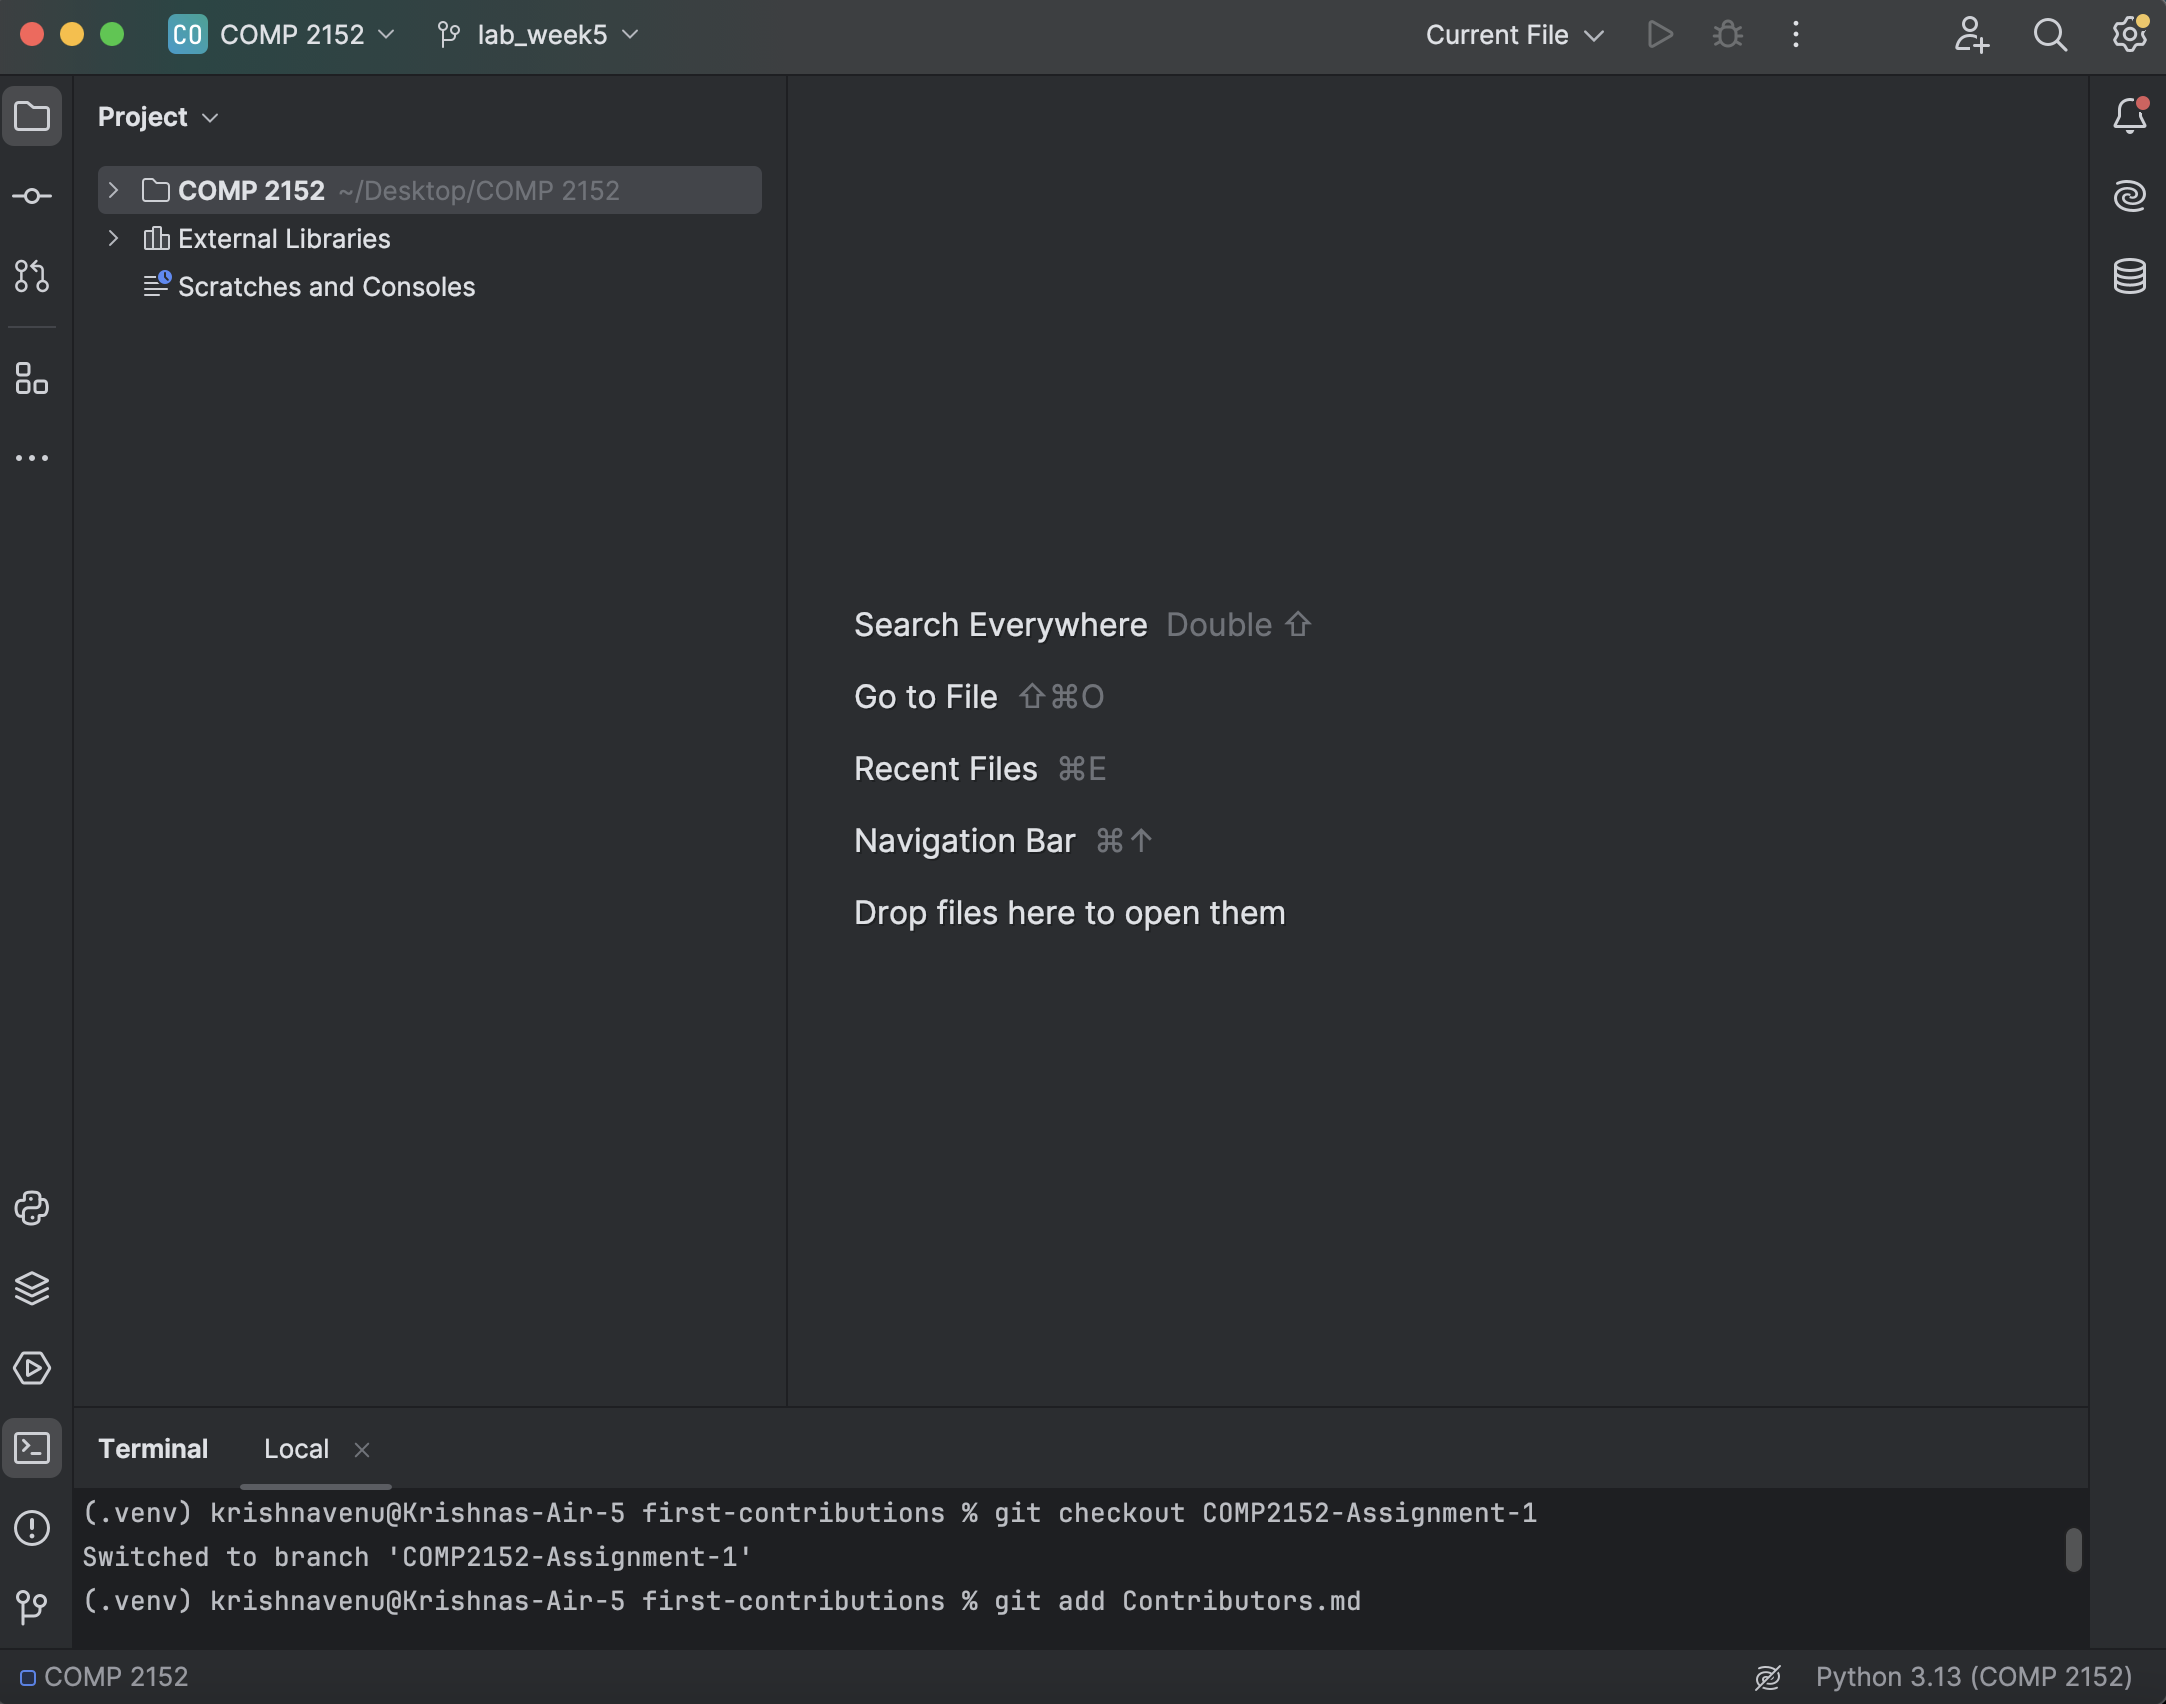 CO COMP 2152 lab_week5 Current File
Project
COMP 2152 ~/Desktop/COMP 2152
External Libraries
Scratches and Consoles
Search Everywhere Double ⇧
Go to File ⇧⌘O
Recent Files ⌘E
Navigation Bar ⌘↑
Drop files here to open them
Terminal Local
(.venv) krishnavenu@Krishnas-Air-5 first-contributions % git checkout COMP2152-Assignment-1
Switched to branch 'COMP2152-Assignment-1'
(.venv) krishnavenu@Krishnas-Air-5 first-contributions % git add Contributors.md
COMP 2152 Python 3.13 (COMP 2152)